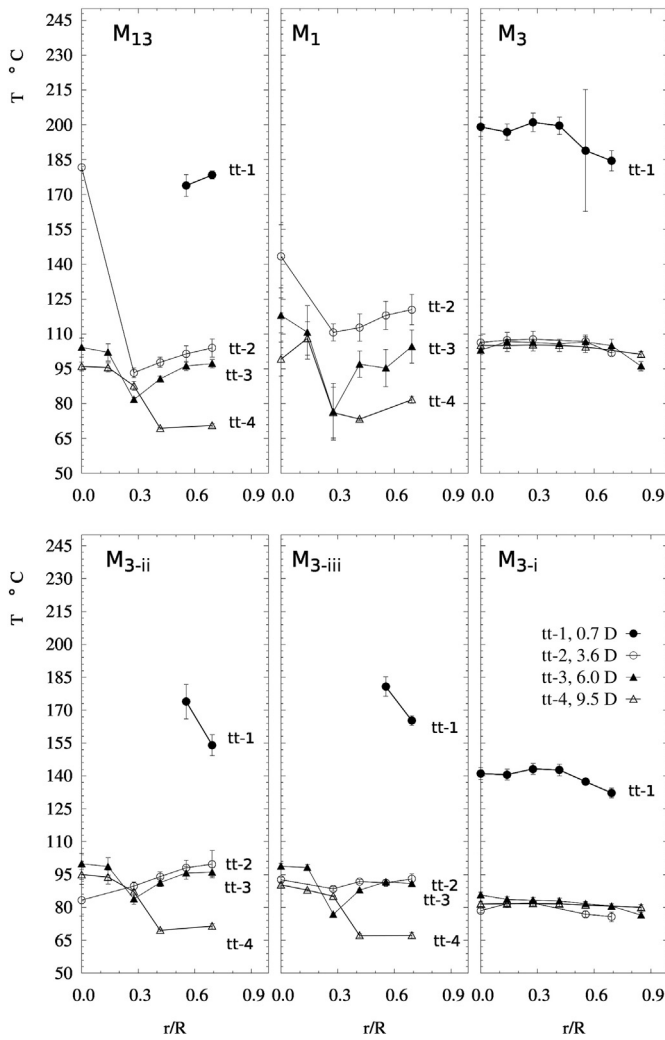 M13 M1 M3
T °C
245
230
215
200
185
170
155
140
125
110
95
80
65
50
tt-1
tt-2
tt-3
tt-4
tt-2
tt-3
tt-4
tt-1
0.0 0.3 0.6 0.9 0.0 0.3 0.6 0.9 0.0 0.3 0.6 0.9
M3-ii M3-iii M3-i
T °C
245
230
215
200
185
170
155
140
125
110
95
80
65
50
tt-1
tt-2
tt-3
tt-4
tt-1
tt-2
tt-3
tt-4
tt-1, 0.7 D
tt-2, 3.6 D
tt-3, 6.0 D
tt-4, 9.5 D
tt-1
0.0 0.3 0.6 0.9 0.0 0.3 0.6 0.9 0.0 0.3 0.6 0.9
r/R r/R r/R